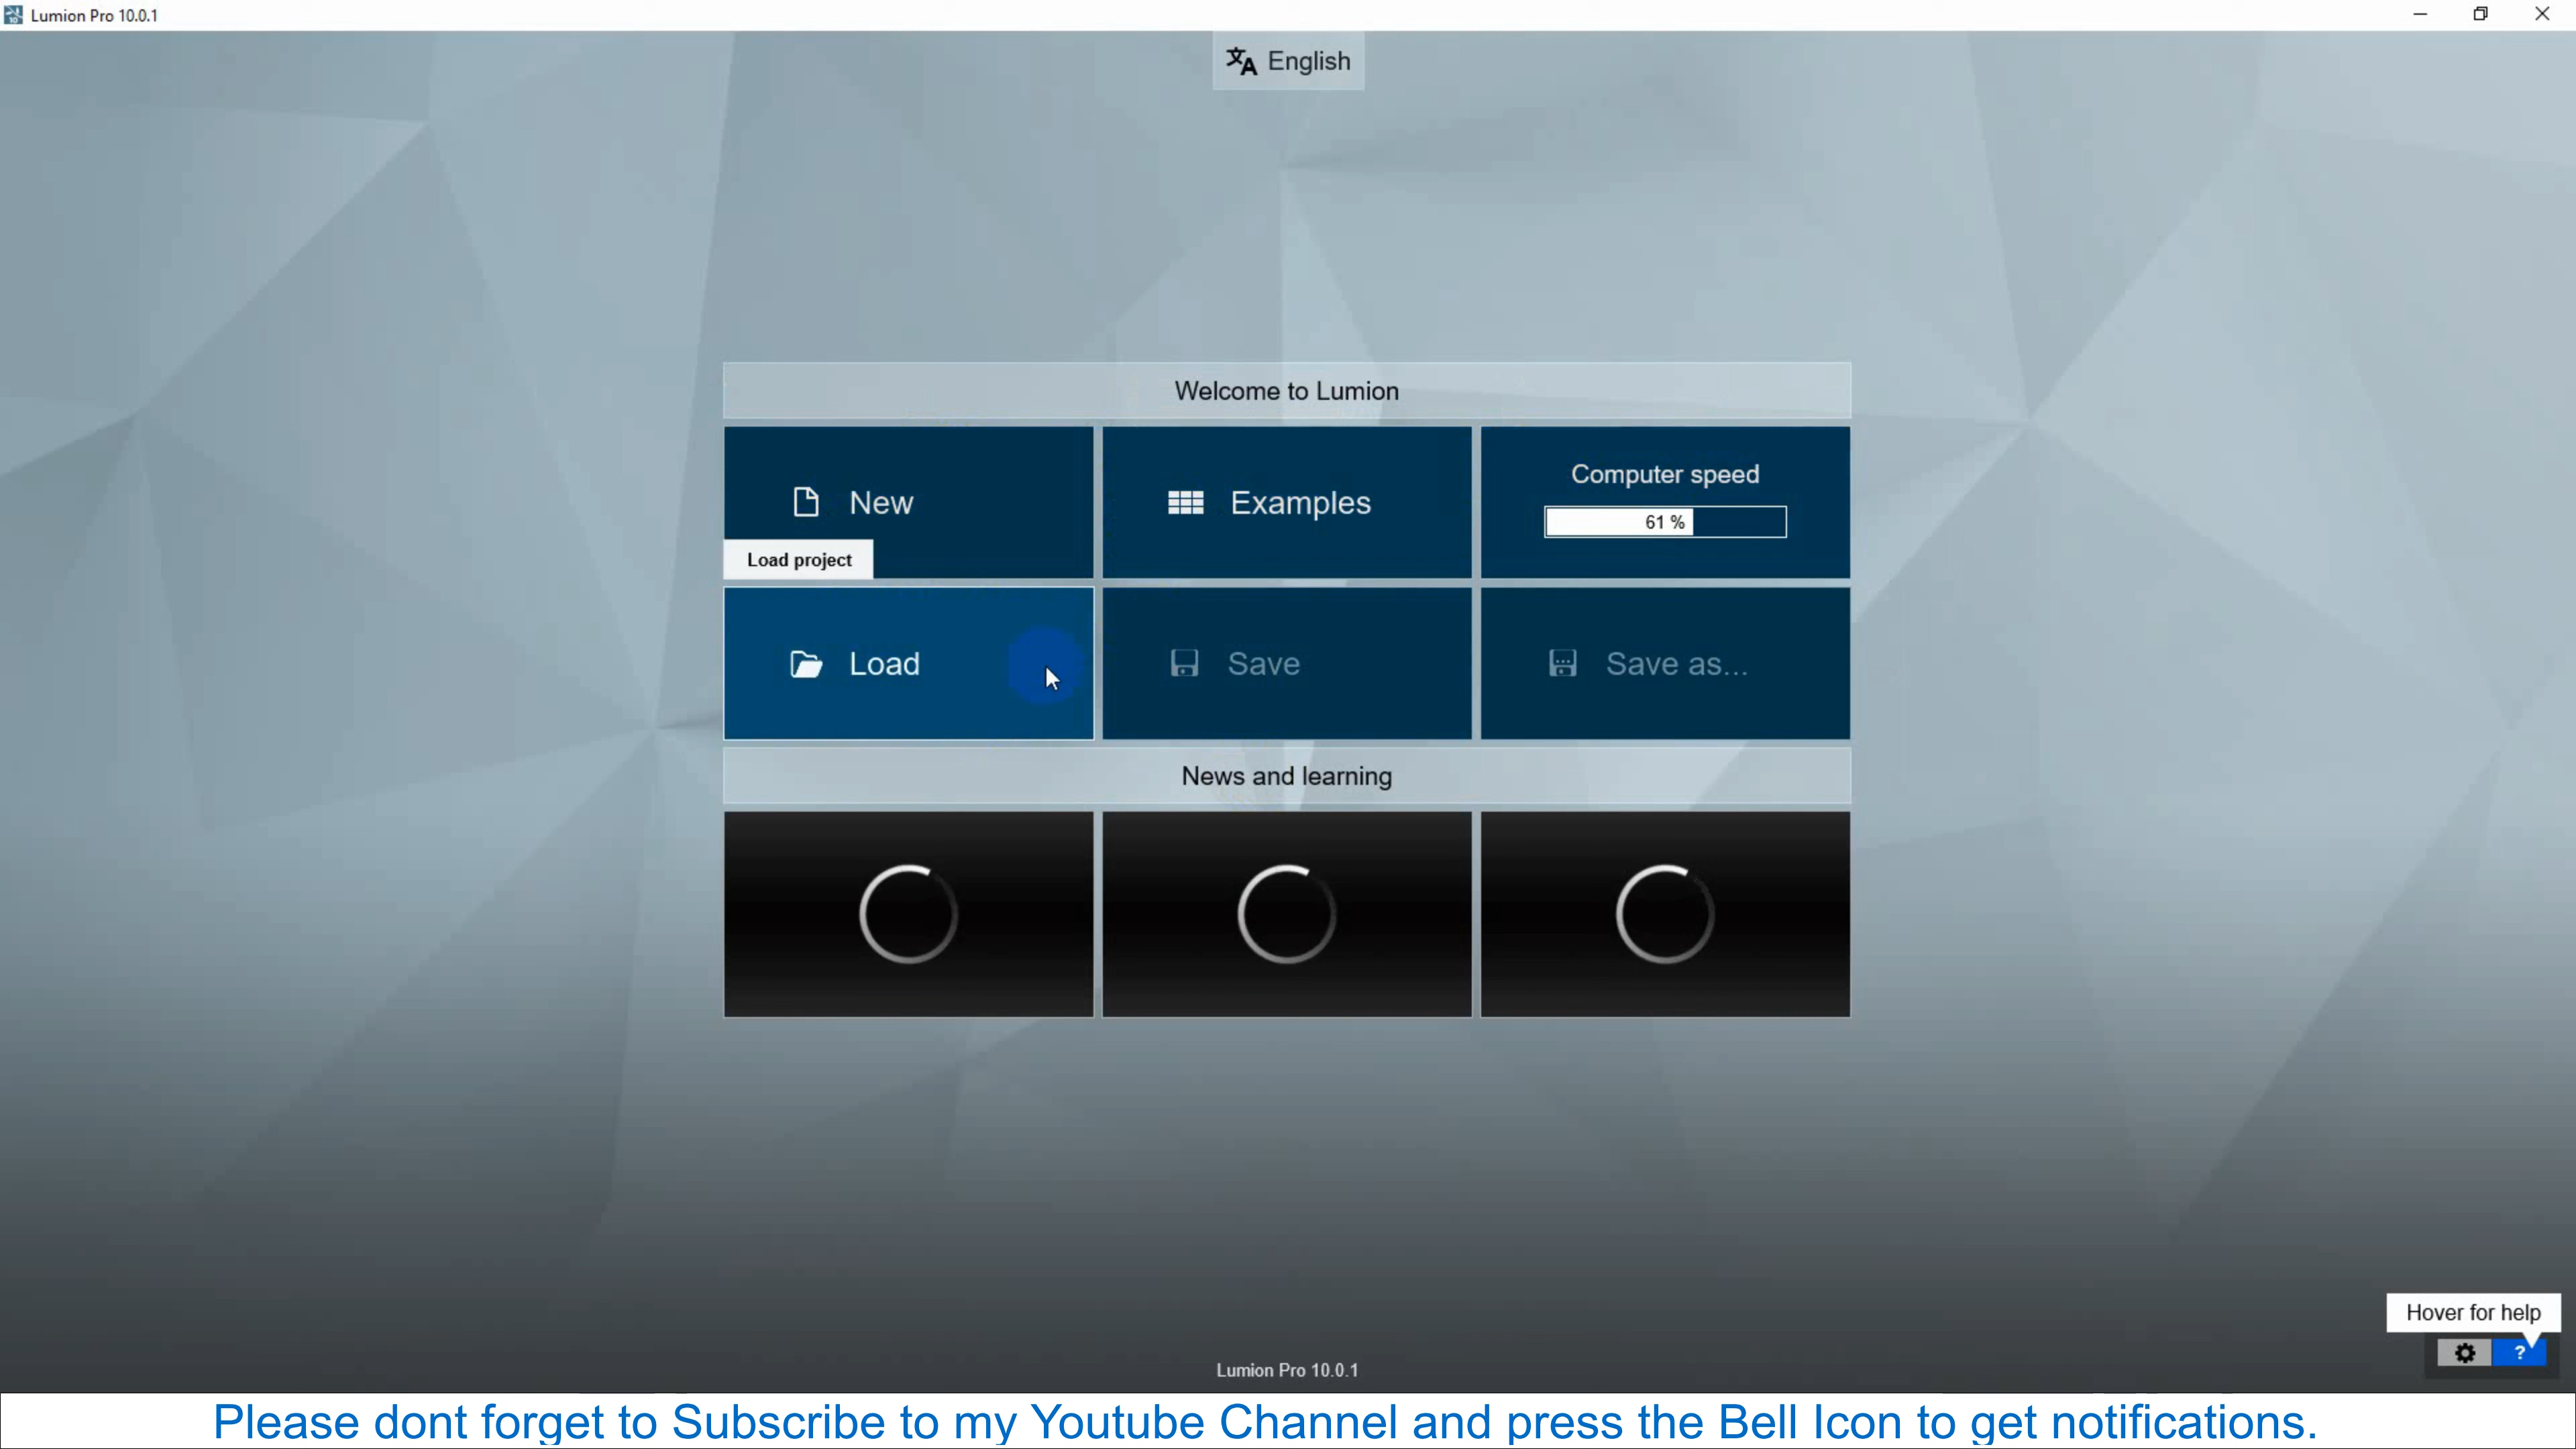 Lumion Pro 10.0.1
English
Welcome to Lumion
New
Examples
Computer speed
61 %
Load project
Load
Save
Save as...
News and learning
Hover for help
?
Lumion Pro 10.0.1
Please dont forget to Subscribe to my Youtube Channel and press the Bell Icon to get notifications.